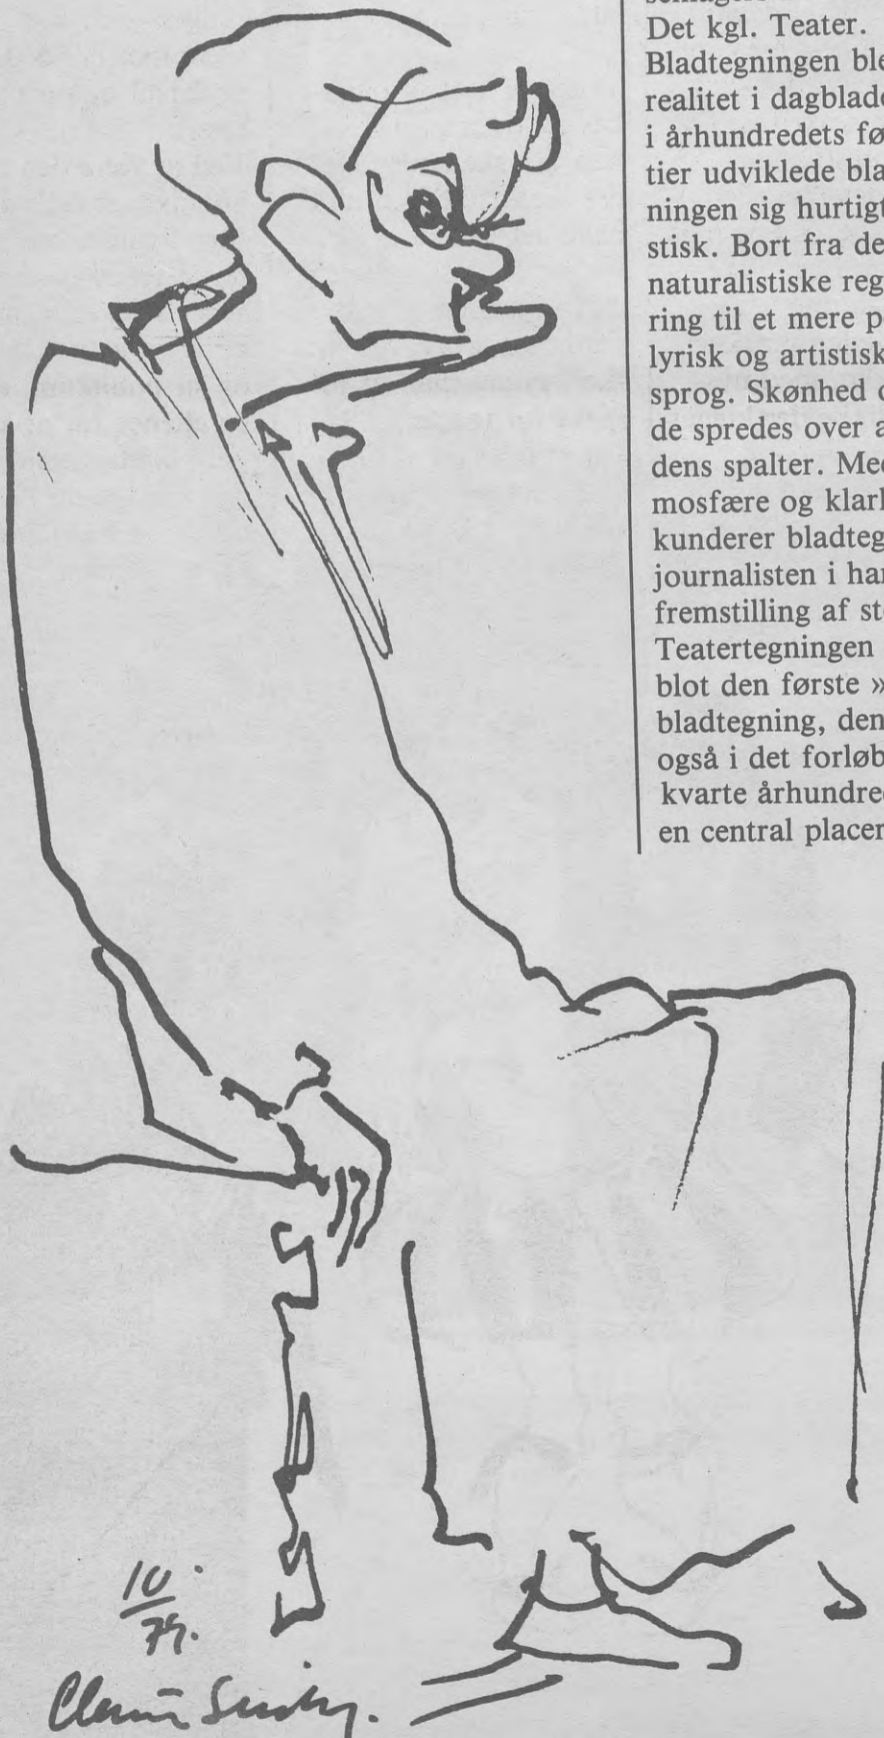 Det kgl. Teater.
Bladtegningen ble
realitet i dagblade
i århundredets fø
tier udviklede bla
ningen sig hurtigt
stisk. Bort fra de
naturalistiske reg
ring til et mere p
lyrisk og artistisk
sprog. Skønhed o
de spredes over a
dens spalter. Med
mosfære og klarh
kunderer bladteg
journalisten i han
fremstilling af sto
Teatertegningen
blot den første »
bladtegning, den
også i det forløb
kvarte århundred
en central placer
10
79.